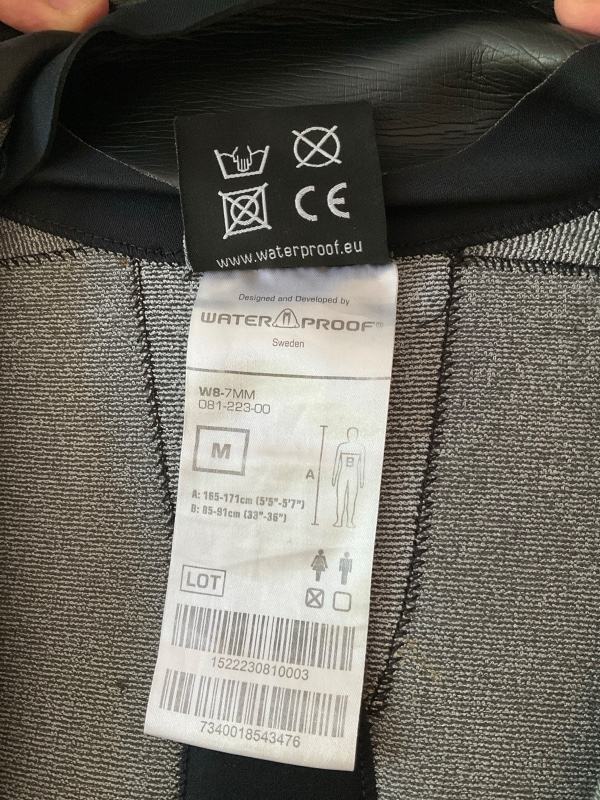 CE
www.waterproof.eu
Designed and Developed by
WATERPROOF®
Sweden
W8-7MM
081-223-00
M
A: 165-171cm (5'5"-5'7")
B: 85-91cm (33"-36")
A
B
LOT
1522230810003
7340018543476